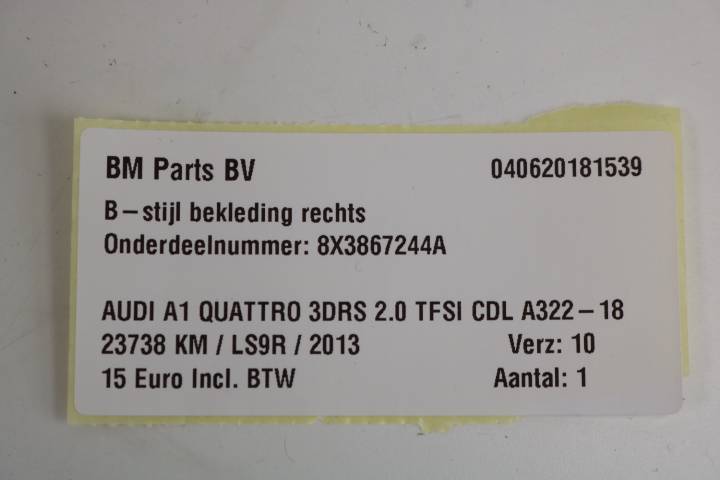 BM Parts BV 040620181539
B-stijl bekleding rechts
Onderdeelnummer: 8X3867244A
AUDI A1 QUATTRO 3DRS 2.0 TFSI CDL A322-18
23738 KM / LS9R / 2013 Verz: 10
15 Euro Incl. BTW Aantal: 1